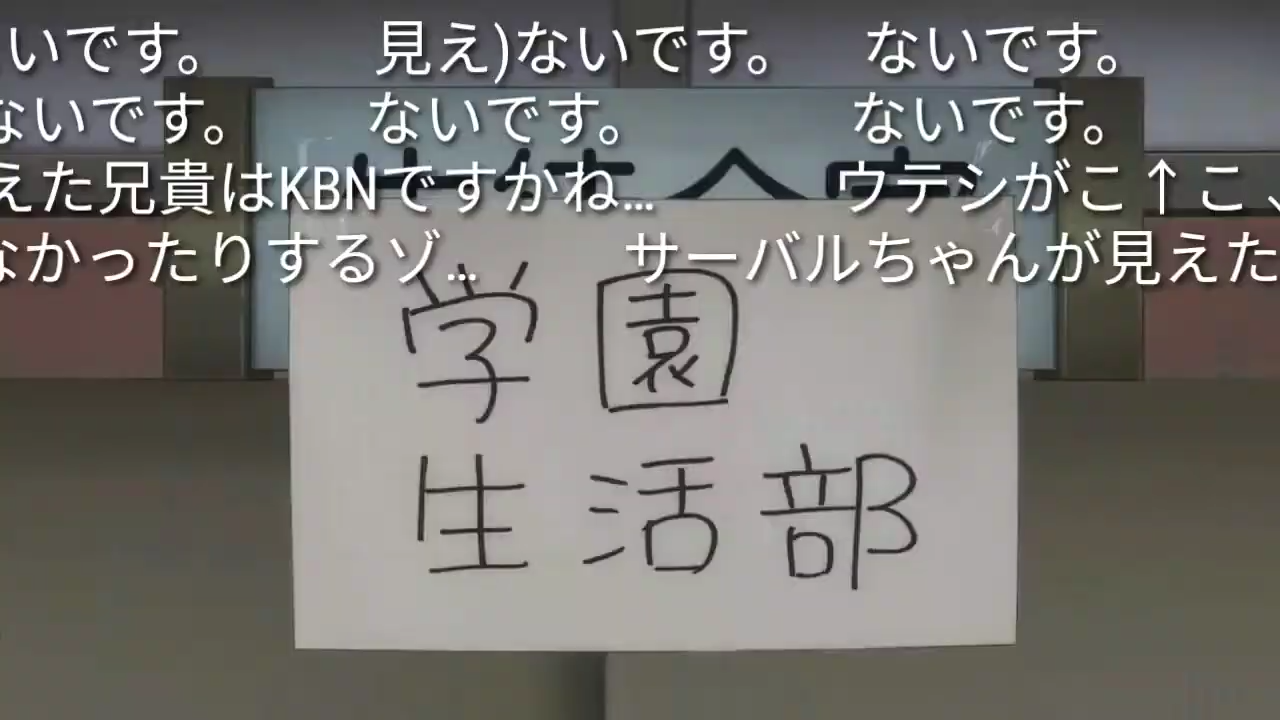 いです。 見え)ないです。 ないです。
ないです。 ないです。 ないです。
えた兄貴はKBNですかね… ウテシがこ↑こ、
なかったりするゾ… サーバルちゃんが見えた
学園
生活部